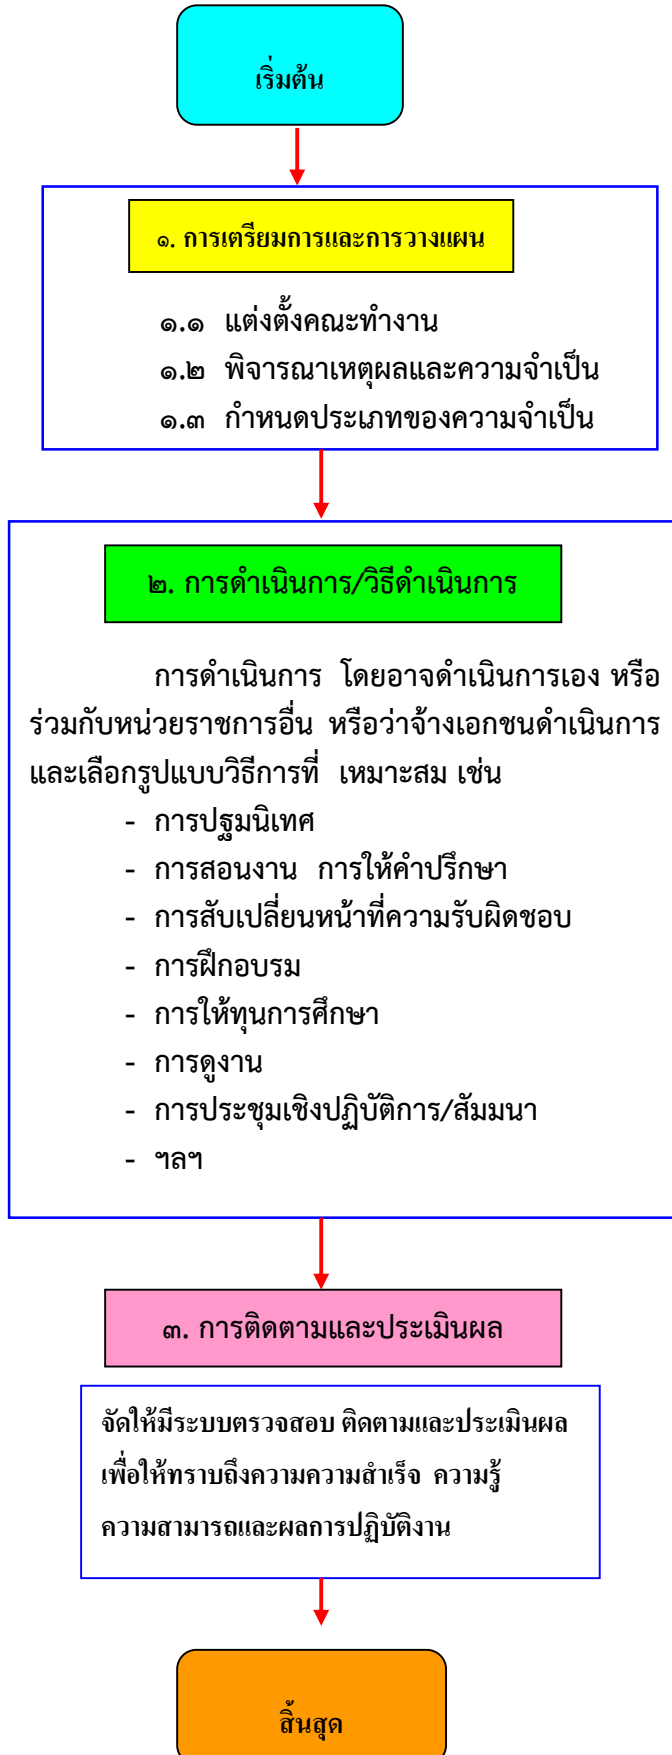 เริ่มต้น
๑. การเตรียมการและการวางแผน
๑.๑ แต่งตั้งคณะทำงาน
๑.๒ พิจารณาเหตุผลและความจำเป็น
๑.๓ กำหนดประเภทของความจำเป็น
๒. การดำเนินการ/วิธีดำเนินการ
การดำเนินการ โดยอาจดำเนินการเอง หรือ
ร่วมกับหน่วยราชการอื่น หรือว่าจ้างเอกชนดำเนินการ
และเลือกรูปแบบวิธีการที่ เหมาะสม เช่น
- การปฐมนิเทศ
- การสอนงาน การให้คำปรึกษา
- การสับเปลี่ยนหน้าที่ความรับผิดชอบ
- การฝึกอบรม
- การให้ทุนการศึกษา
- การดูงาน
- การประชุมเชิงปฏิบัติการ/สัมมนา
- ฯลฯ
๓. การติดตามและประเมินผล
จัดให้มีระบบตรวจสอบ ติดตามและประเมินผล
เพื่อให้ทราบถึงความความสำเร็จ ความรู้
ความสามารถและผลการปฏิบัติงาน
สิ้นสุด